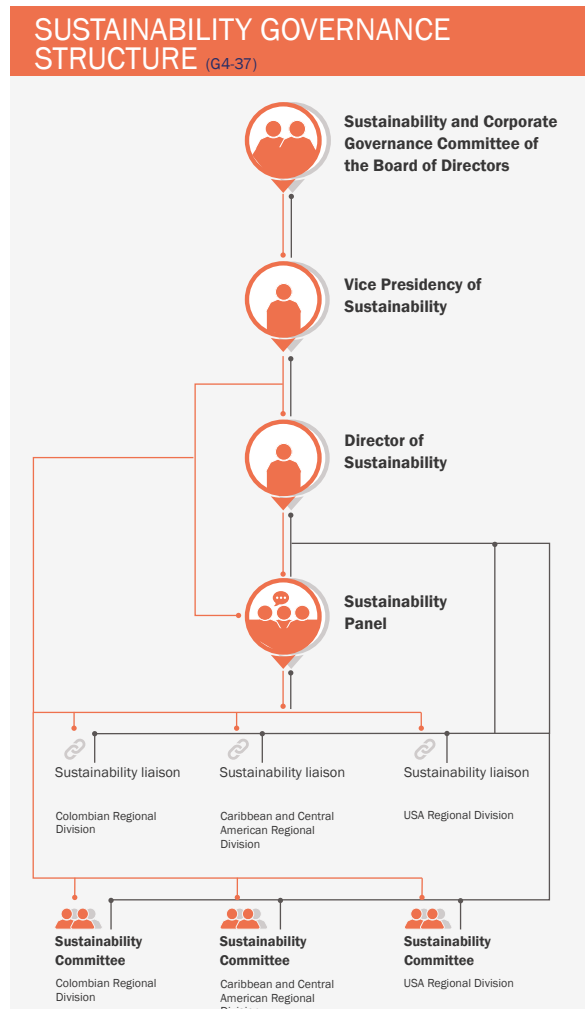 SUSTAINABILITY GOVERNANCE
STRUCTURE (G4-37)
Sustainability and Corporate
Governance Committee of
the Board of Directors
Vice Presidency of
Sustainability
Director of
Sustainability
Sustainability
Panel
Sustainability liaison
Colombian Regional
Division
Sustainability liaison
Caribbean and Central
American Regional
Division
Sustainability liaison
USA Regional Division
Sustainability
Committee
Colombian Regional
Division
Sustainability
Committee
Caribbean and Central
American Regional
Sustainability
Committee
USA Regional Division